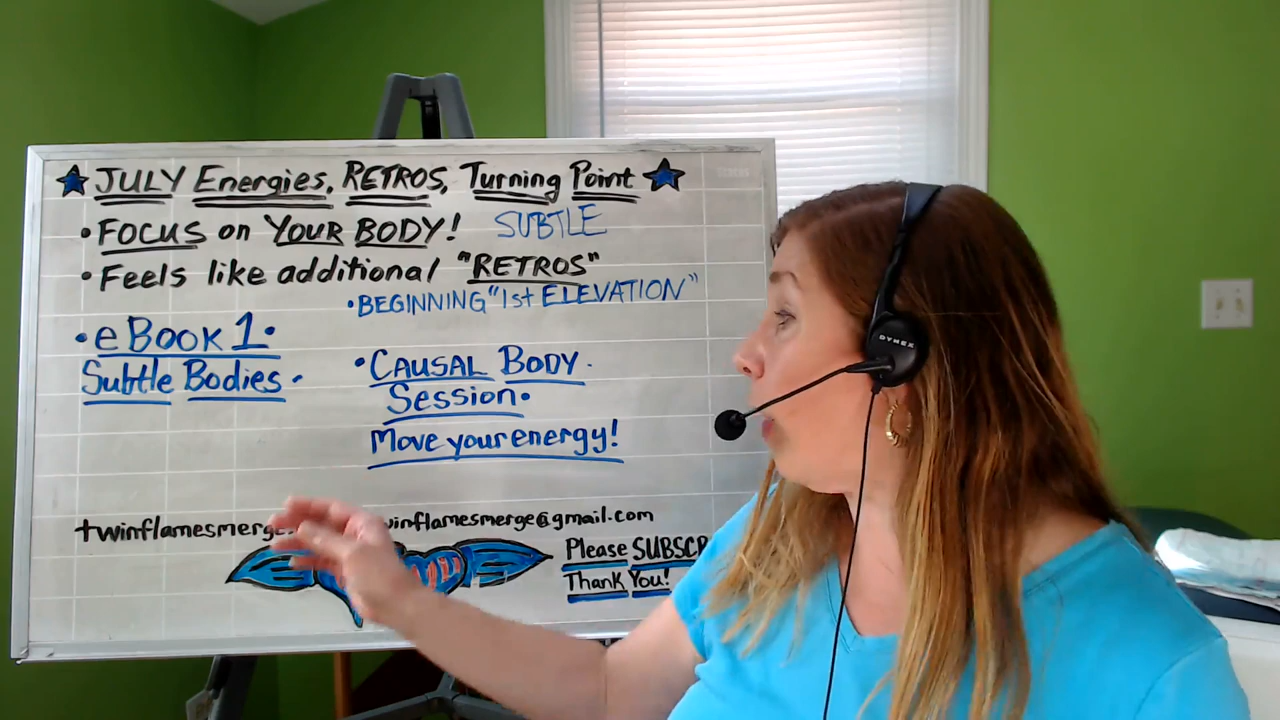 JULY Energies, RETROS, Turning Point
• FOCUS on YOUR BODY! SUBTLE
• Feels like additional "RETROS"
• BEGINNING "1st ELEVATION"
• eBook 1 •
Subtle Bodies •
• CAUSAL BODY •
Session •
Move your energy!
twinflamesmerge. winflamesmerge@gmail.com
Please SUBSCR
Thank You!
DYNEX